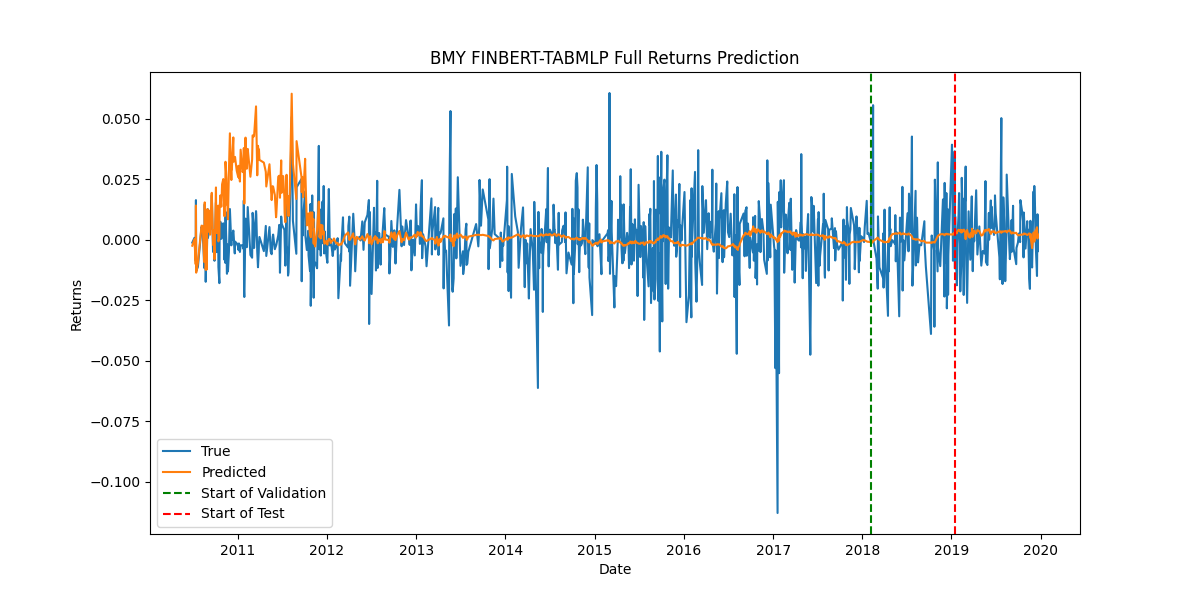 BMY FINBERT-TABMLP Full Returns Prediction
Returns
0.050
0.025
0.000
−0.025
−0.050
−0.075
−0.100
True
Predicted
Start of Validation
Start of Test
2011 2012 2013 2014 2015 2016 2017 2018 2019 2020
Date